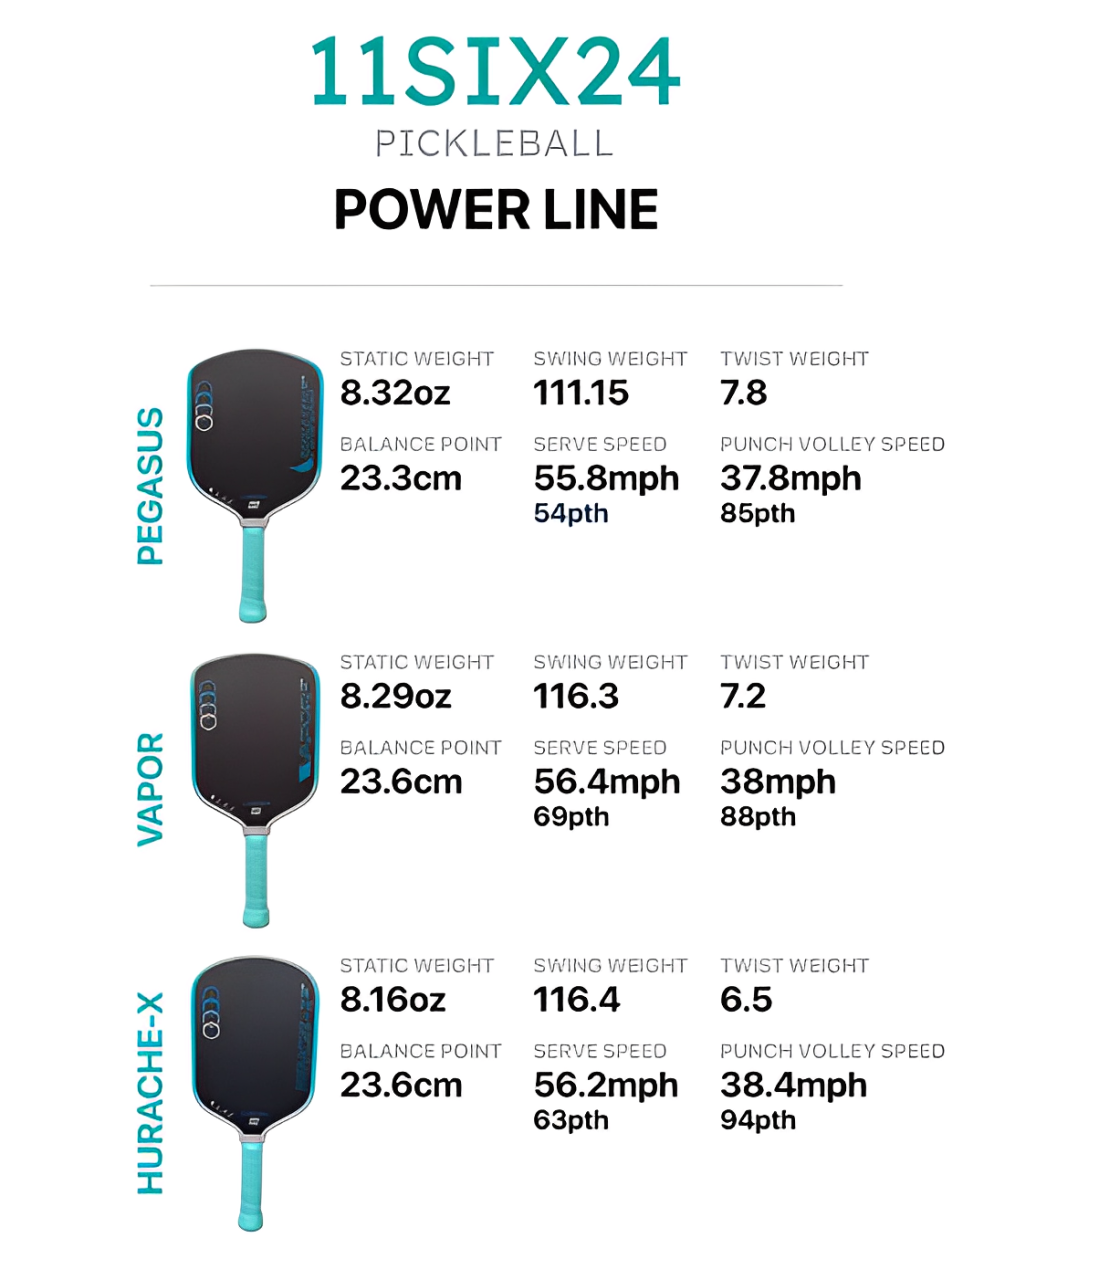 11SIX24
PICKLEBALL
POWER LINE
PEGASUS
STATIC WEIGHT SWING WEIGHT TWIST WEIGHT
8.32oz 111.15 7.8
BALANCE POINT SERVE SPEED PUNCH VOLLEY SPEED
23.3cm 55.8mph 37.8mph
54pth 85pth
VAPOR
STATIC WEIGHT SWING WEIGHT TWIST WEIGHT
8.29oz 116.3 7.2
BALANCE POINT SERVE SPEED PUNCH VOLLEY SPEED
23.6cm 56.4mph 38mph
69pth 88pth
HURACHE-X
STATIC WEIGHT SWING WEIGHT TWIST WEIGHT
8.16oz 116.4 6.5
BALANCE POINT SERVE SPEED PUNCH VOLLEY SPEED
23.6cm 56.2mph 38.4mph
63pth 94pth